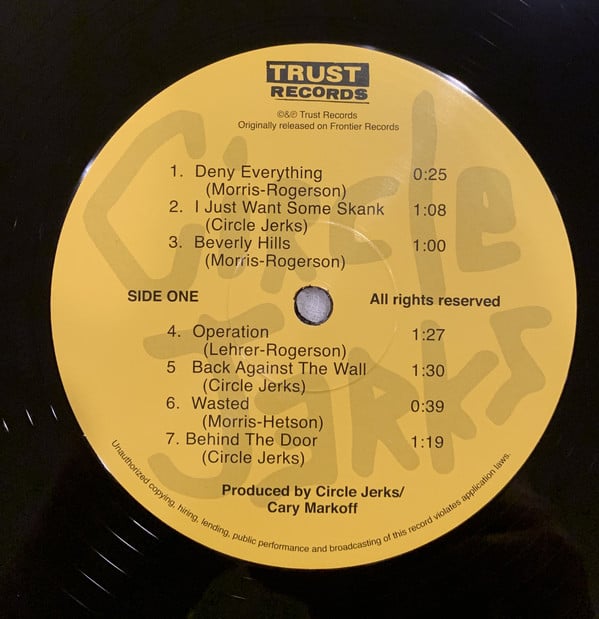 TRUST
RECORDS
©&℗ Trust Records
Originally released on Frontier Records
Circle
Jerks
1. Deny Everything 0:25
(Morris-Rogerson)
2. I Just Want Some Skank 1:08
(Circle Jerks)
3. Beverly Hills 1:00
(Morris-Rogerson)
SIDE ONE All rights reserved
4. Operation 1:27
(Lehrer-Rogerson)
5 Back Against The Wall 1:30
(Circle Jerks)
6. Wasted 0:39
(Morris-Hetson)
7. Behind The Door 1:19
(Circle Jerks)
Produced by Circle Jerks/
Cary Markoff
Unauthorized copying, hiring, lending, public performance and broadcasting of this record violates application laws.